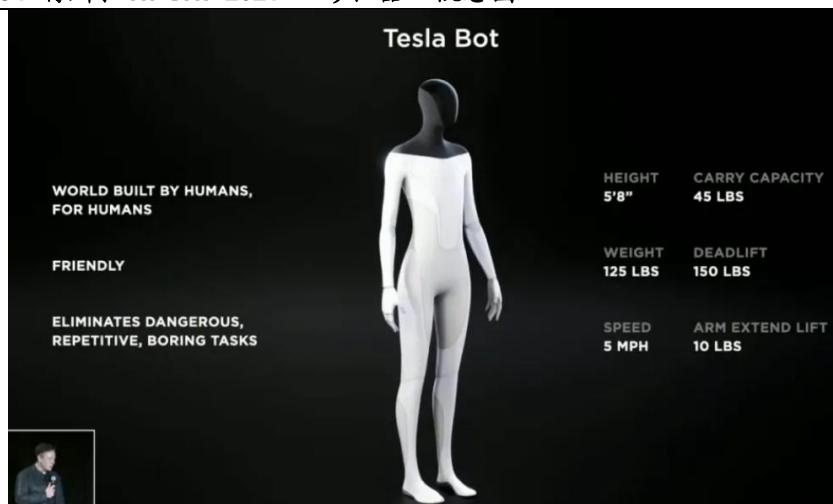 Tesla Bot
WORLD BUILT BY HUMANS,
FOR HUMANS
FRIENDLY
ELIMINATES DANGEROUS,
REPETITIVE, BORING TASKS
HEIGHT
5'8"
CARRY CAPACITY
45 LBS
WEIGHT
125 LBS
DEADLIFT
150 LBS
SPEED
5 MPH
ARM EXTEND LIFT
10 LBS